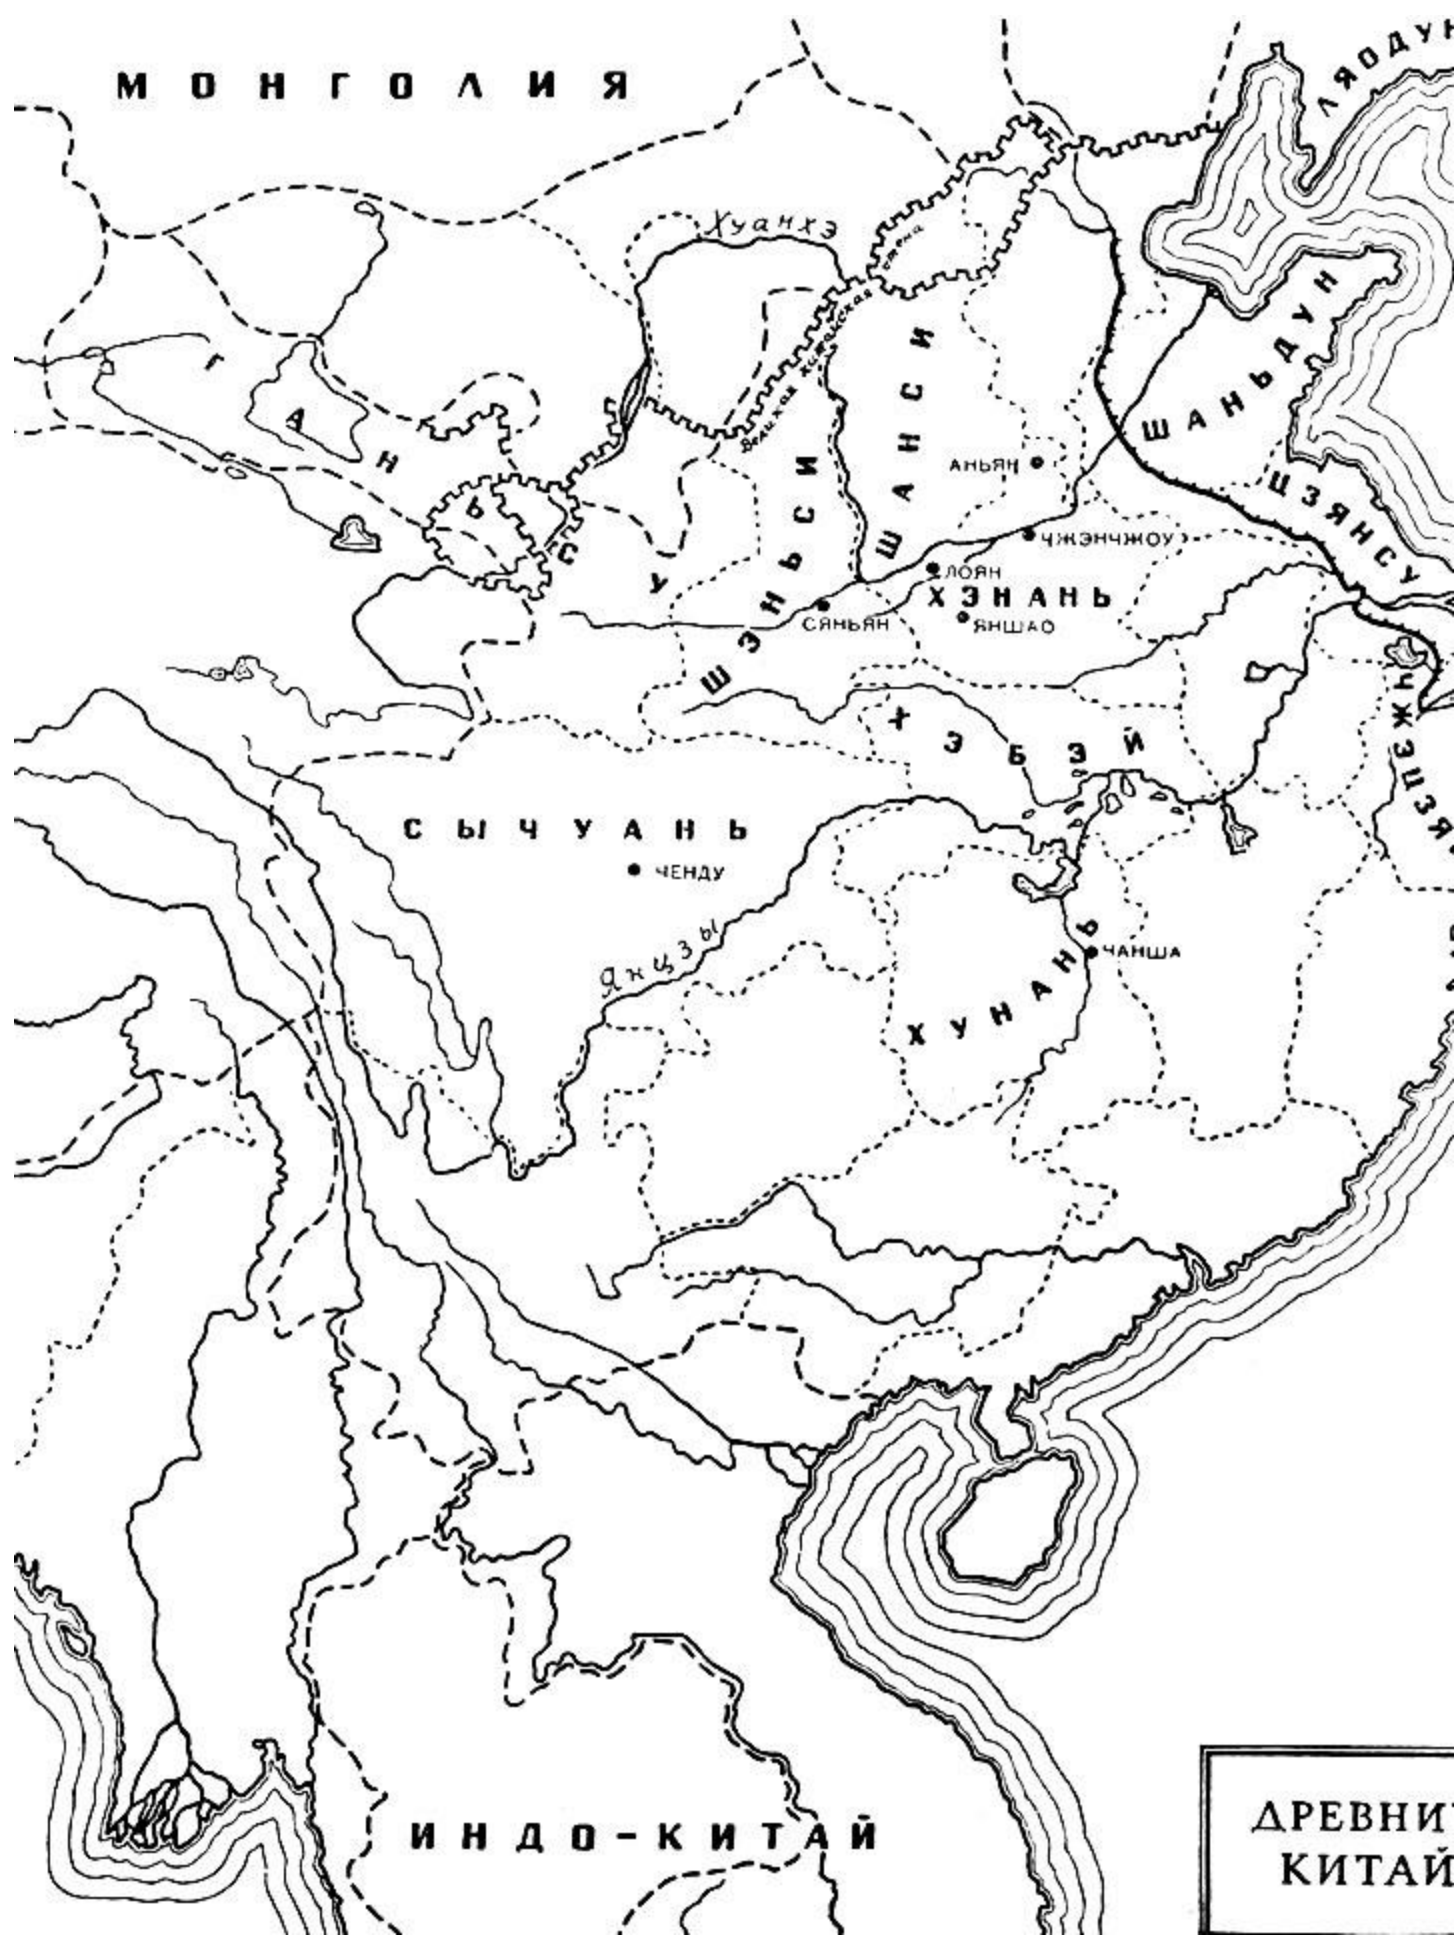 МОНГОЛИЯ
ЛЯОДУН
Хуанхэ
Великая китайская стена
ГАНЬСУ
ШЭНЬСИ
ШАНСИ
ШАНЬДУН
АНЬЯН
ЦЗЯНСУ
ЧЖЭНЧЖОУ
ЛОЯН
ХЭНАНЬ
СЯНЬЯН
ЯНШАО
ХЭБЭЙ
ЧЖЭЦЗЯ
СЫЧУАНЬ
ЧЕНДУ
Янцзы
ЧАНША
ХУНАНЬ
ИНДО-КИТАЙ
ДРЕВНИ
КИТАЙ